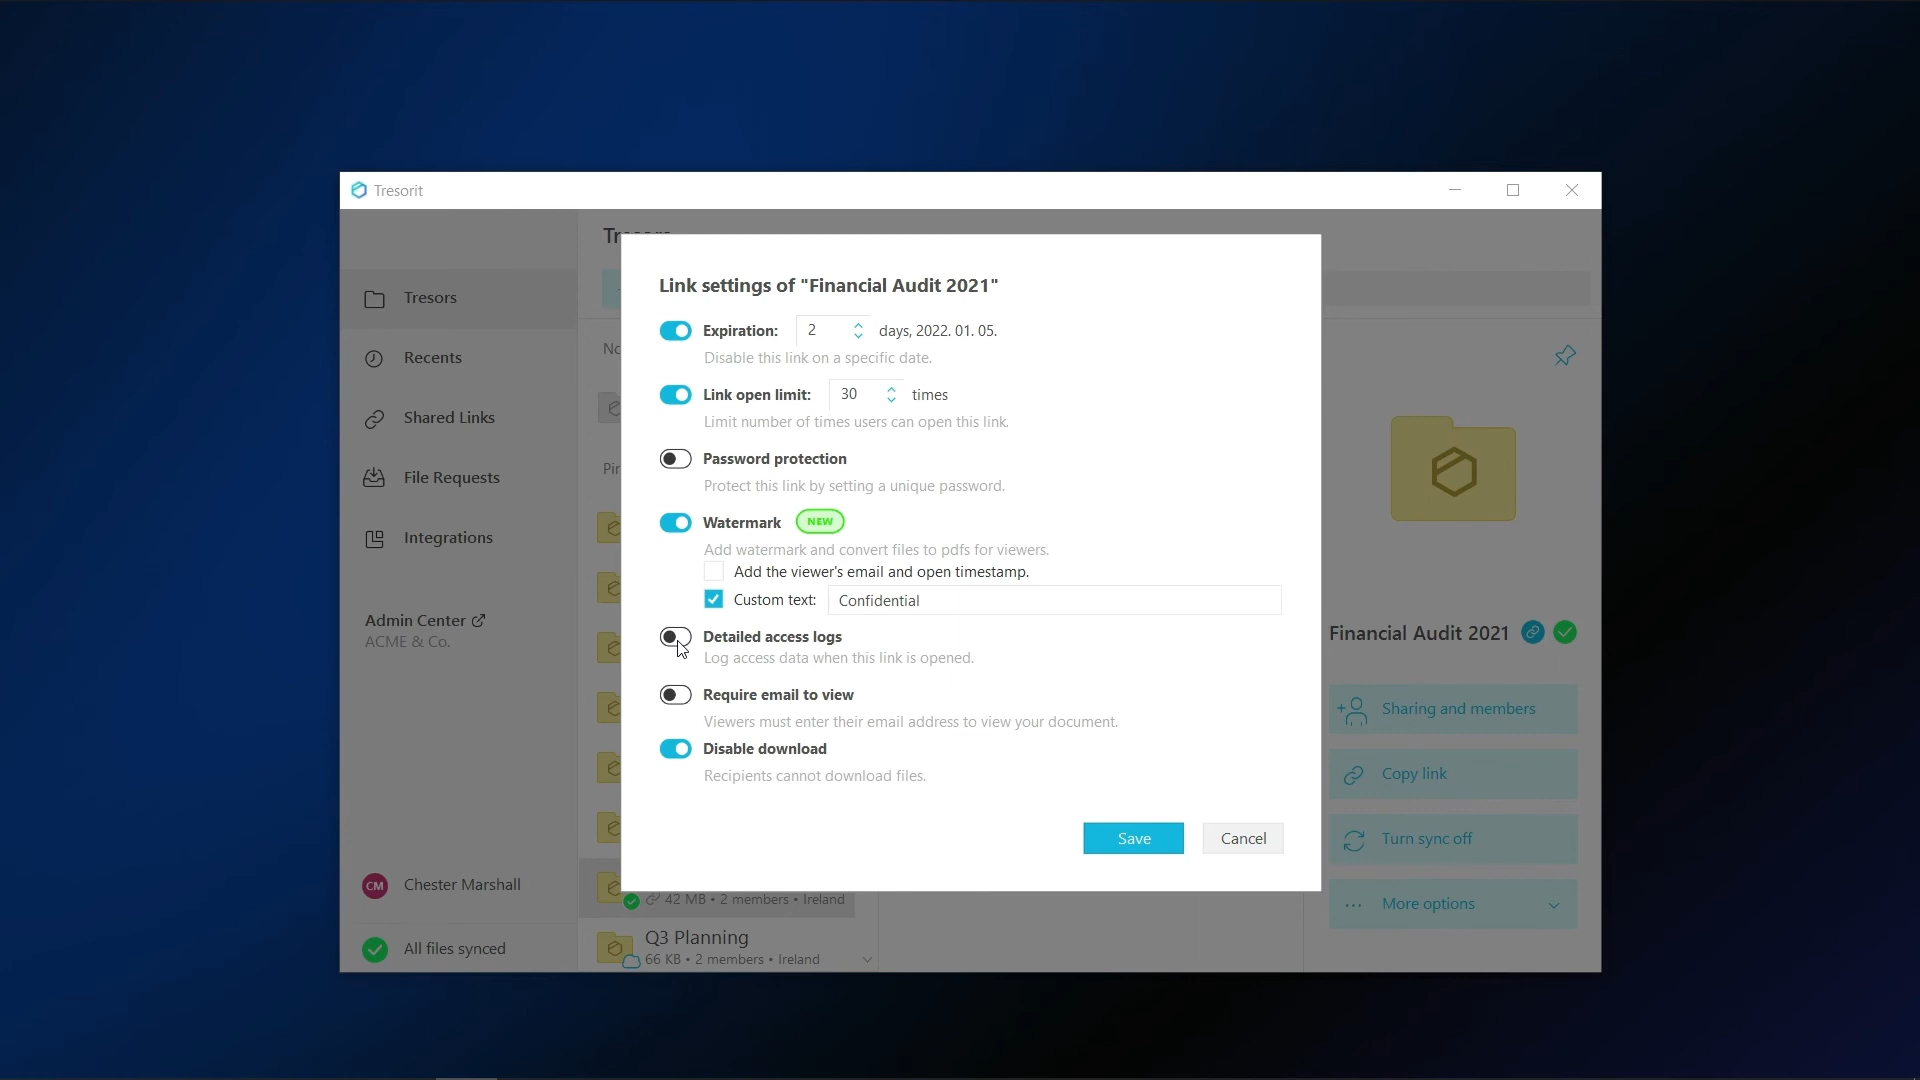 Tresorit
Tresors
Recents
Shared Links
File Requests
Integrations
Admin Center
ACME & Co.
CM Chester Marshall
All files synced
Link settings of "Financial Audit 2021"
Expiration: 2 days, 2022. 01. 05.
Disable this link on a specific date.
Link open limit: 30 times
Limit number of times users can open this link.
Password protection
Protect this link by setting a unique password.
Watermark NEW
Add watermark and convert files to pdfs for viewers.
Add the viewer's email and open timestamp.
Custom text: Confidential
Detailed access logs
Log access data when this link is opened.
Require email to view
Viewers must enter their email address to view your document.
Disable download
Recipients cannot download files.
Save Cancel
42 MB • 2 members • Ireland
Q3 Planning
66 KB • 2 members • Ireland
Financial Audit 2021
Sharing and members
Copy link
Turn sync off
More options